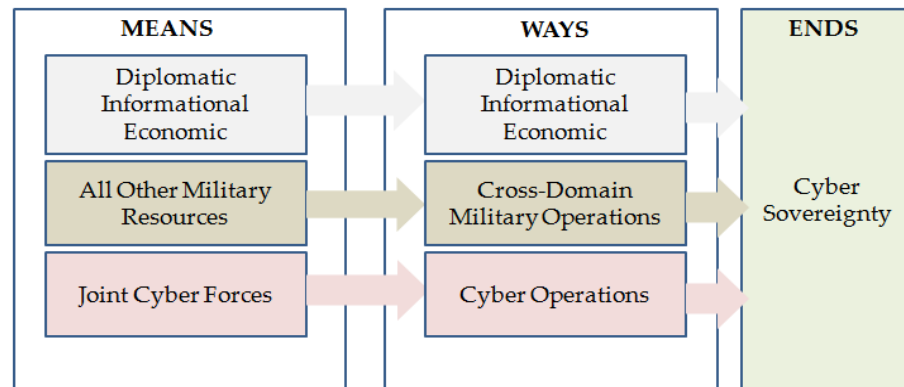 MEANS
Diplomatic
Informational
Economic
All Other Military
Resources
Joint Cyber Forces
WAYS
Diplomatic
Informational
Economic
Cross-Domain
Military Operations
Cyber Operations
ENDS
Cyber
Sovereignty